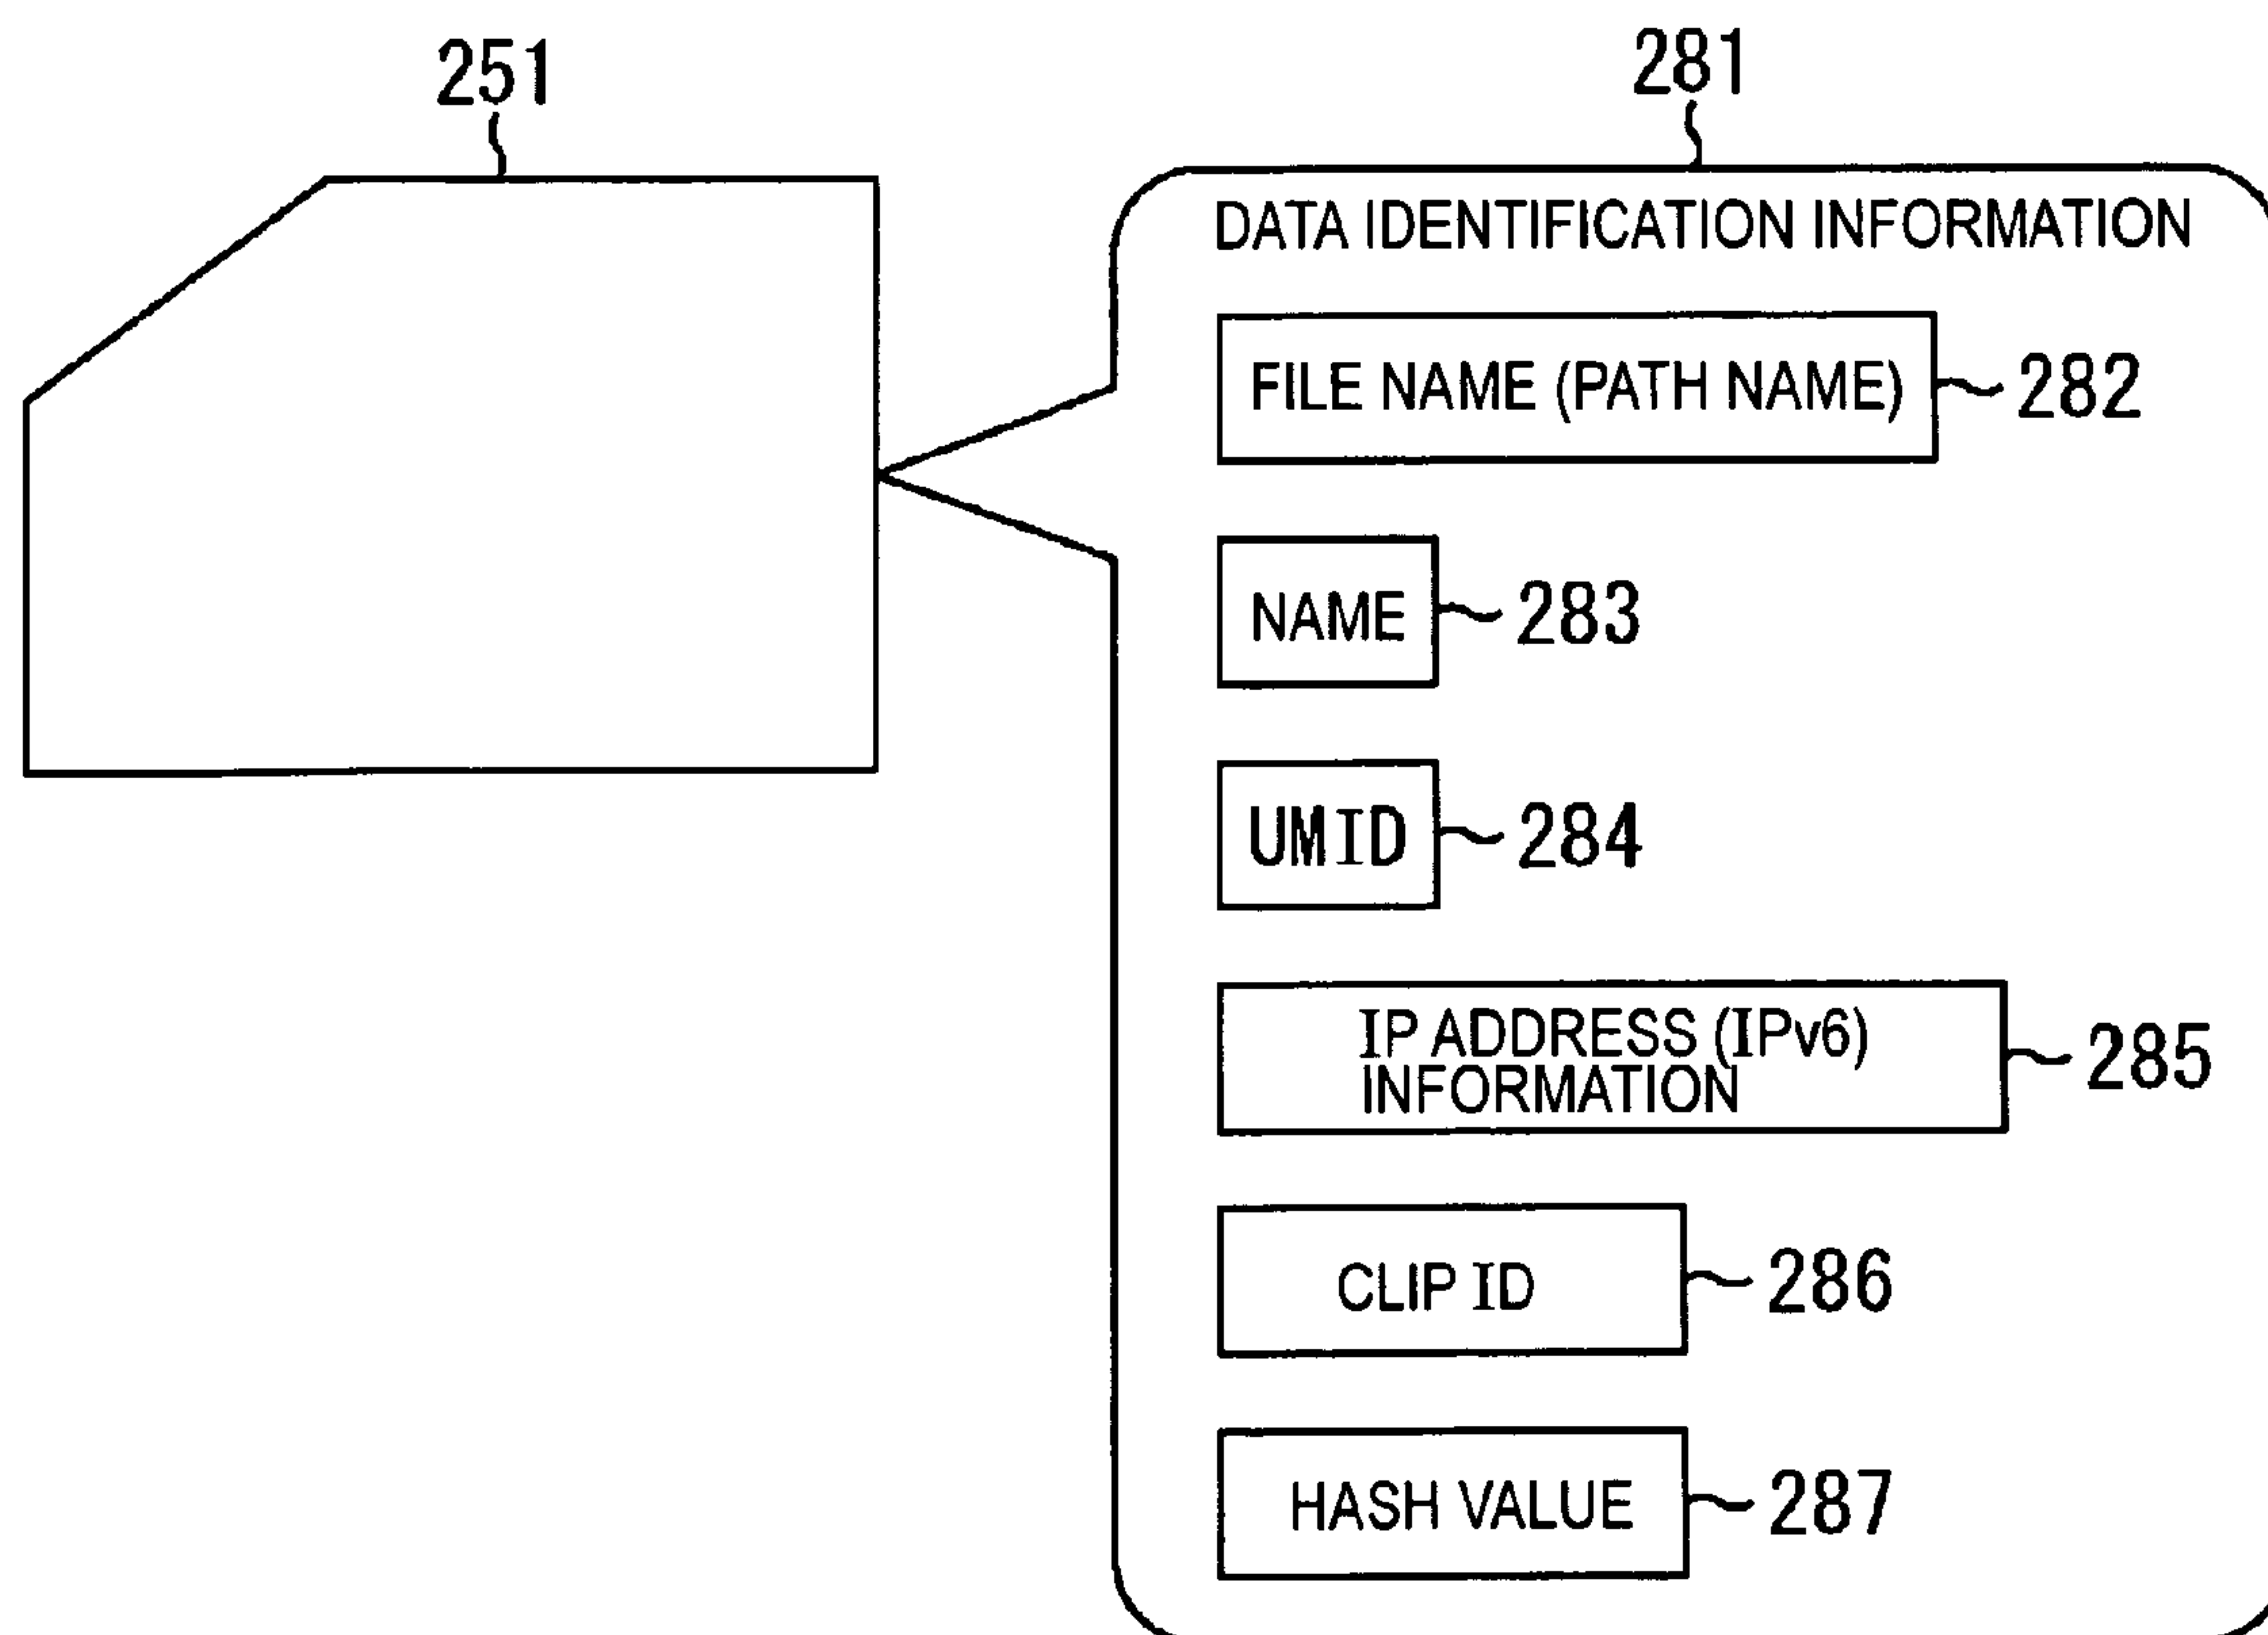 251
281
DATA IDENTIFICATION INFORMATION
FILE NAME (PATH NAME)
282
NAME
283
UMID
284
IP ADDRESS (IPv6)
INFORMATION
285
CLIP ID
286
HASH VALUE
287